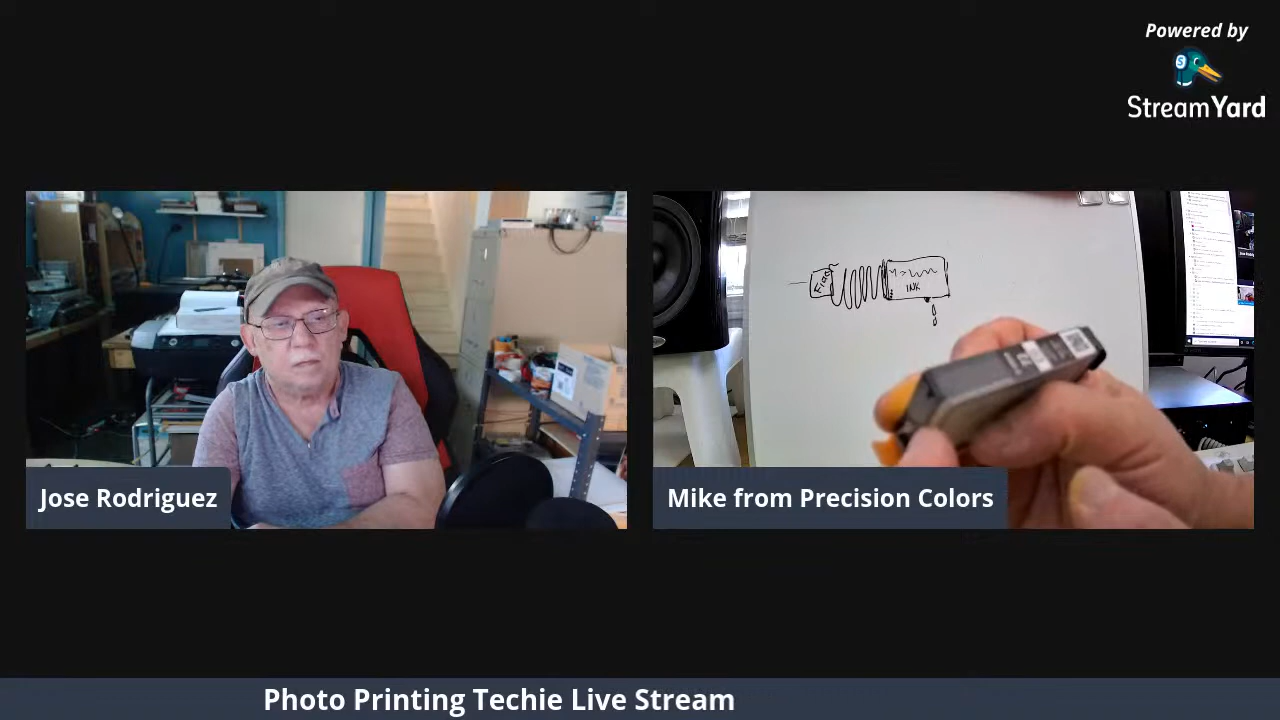 Powered by
StreamYard
INK
Jose Rodriguez
Mike from Precision Colors
Photo Printing Techie Live Stream